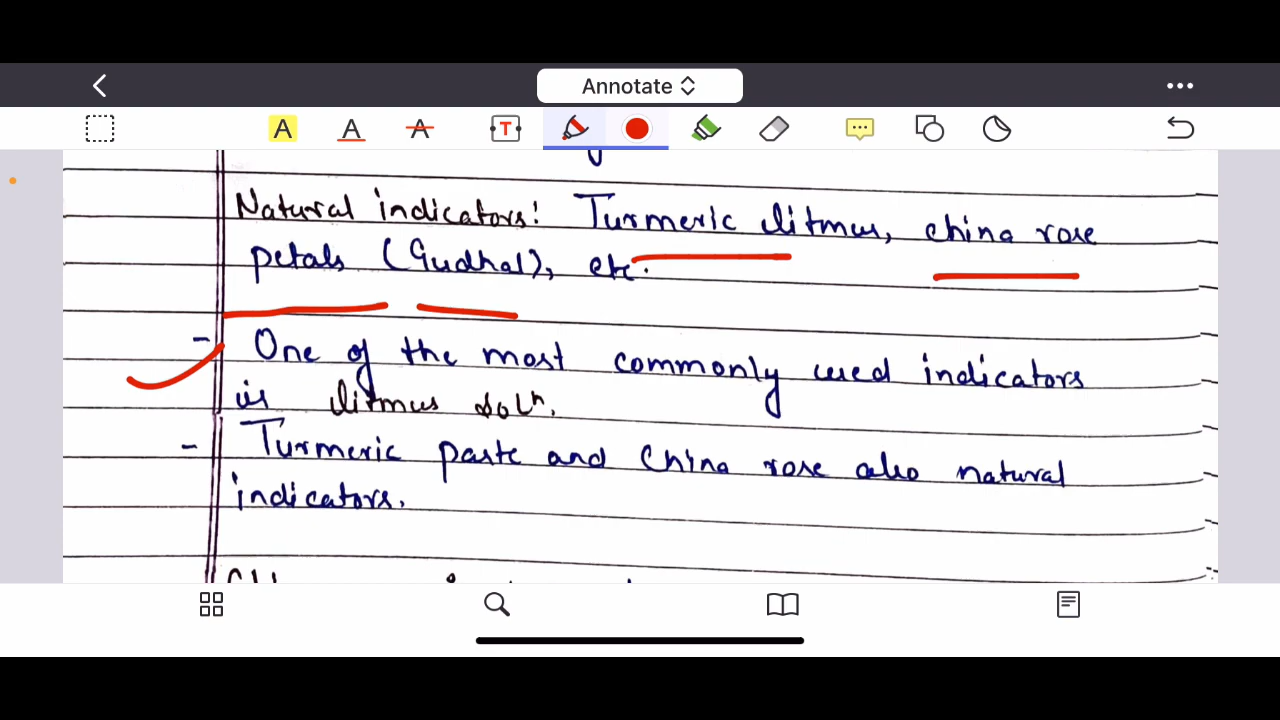 Annotate
A A A T
Natural indicators: Turmeric litmus, china rose
petals (Gudhal), etc.
- One of the most commonly used indicators
is litmus solⁿ.
- Turmeric paste and China rose also natural
indicators.